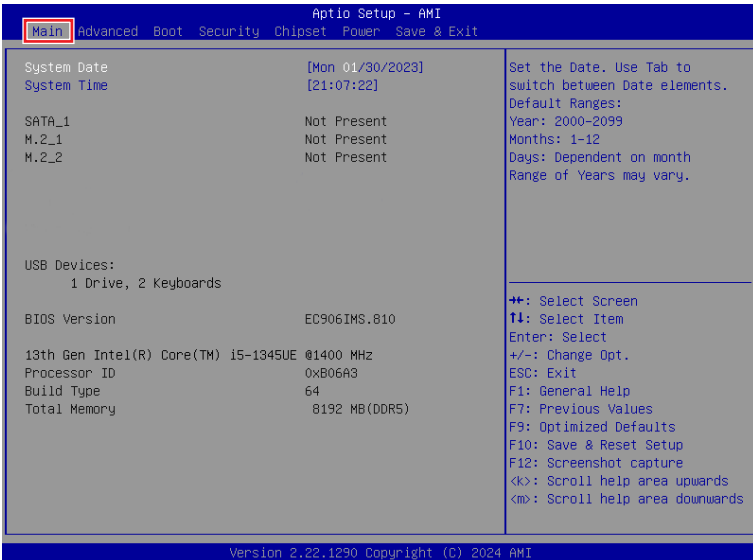 Aptio Setup - AMI
Main Advanced Boot Security Chipset Power Save & Exit
System Date [Mon 01/30/2023]
System Time [21:07:22]
SATA_1 Not Present
M.2_1 Not Present
M.2_2 Not Present
USB Devices:
1 Drive, 2 Keyboards
BIOS Version EC906IMS.810
13th Gen Intel(R) Core(TM) i5-1345UE @1400 MHz
Processor ID 0xB06A3
Build Type 64
Total Memory 8192 MB(DDR5)
Set the Date. Use Tab to
switch between Date elements.
Default Ranges:
Year: 2000-2099
Months: 1-12
Days: Dependent on month
Range of Years may vary.
→←: Select Screen
↑↓: Select Item
Enter: Select
+/-: Change Opt.
ESC: Exit
F1: General Help
F7: Previous Values
F9: Optimized Defaults
F10: Save & Reset Setup
F12: Screenshot capture
<k>: Scroll help area upwards
<m>: Scroll help area downwards
Version 2.22.1290 Copyright (C) 2024 AMI